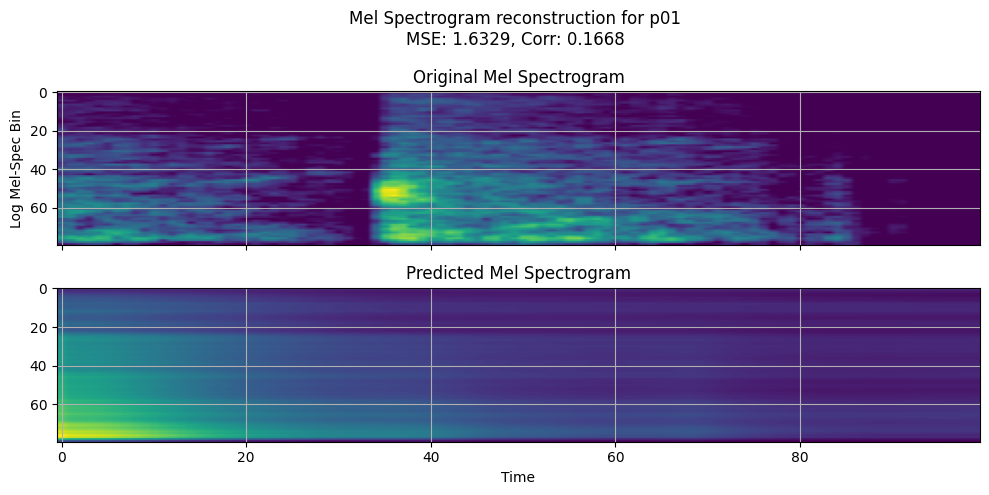 Mel Spectrogram reconstruction for p01
MSE: 1.6329, Corr: 0.1668
Original Mel Spectrogram
Log Mel-Spec Bin
0
20
40
60
Predicted Mel Spectrogram
0
20
40
60
0 20 40 60 80
Time